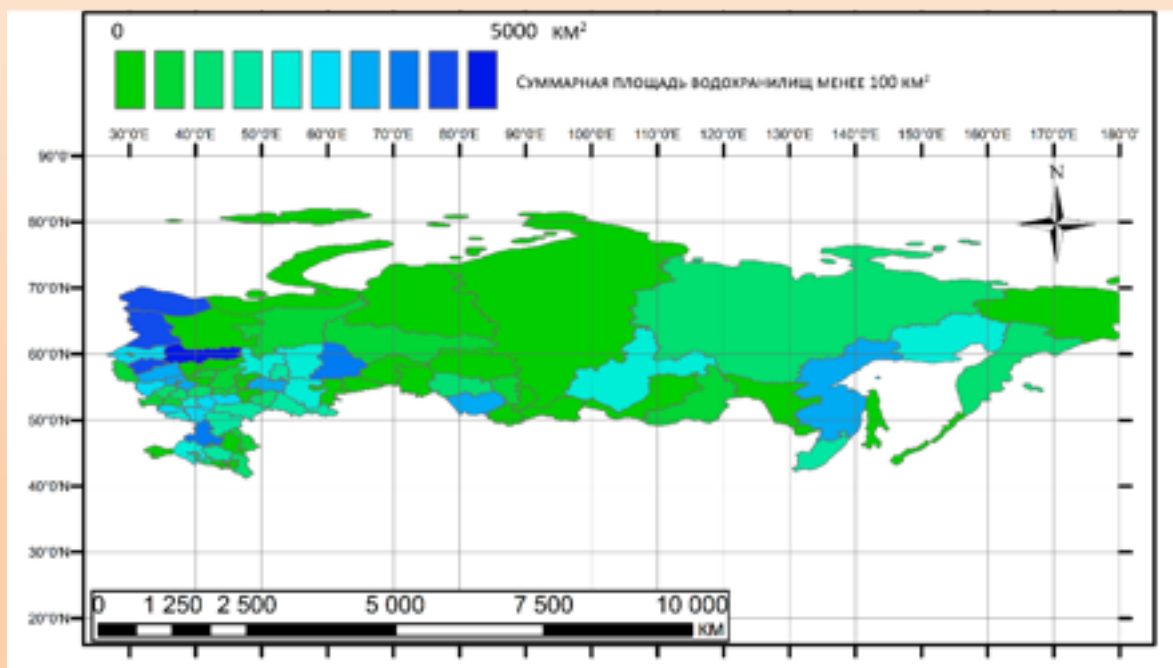 0 5000 км²
Суммарная площадь водохранилищ менее 100 км²
30°0'E 40°0'E 50°0'E 60°0'E 70°0'E 80°0'E 90°0'E 100°0'E 110°0'E 120°0'E 130°0'E 140°0'E 150°0'E 160°0'E 170°0'E 180°0'
90°0'
N
80°0'N
70°0'N
60°0'N
50°0'N
40°0'N
30°0'N
20°0'N
0 1 250 2 500 5 000 7 500 10 000
КМ